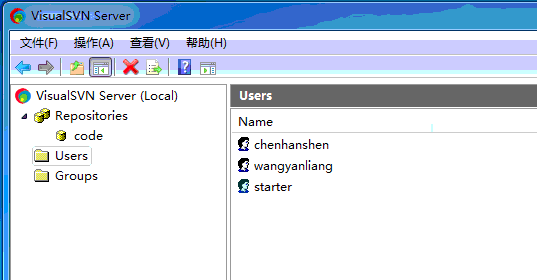 VisualSVN Server
文件(F) 操作(A) 查看(V) 帮助(H)
VisualSVN Server (Local)
Repositories
code
Users
Groups
Users
Name
chenhanshen
wangyanliang
starter